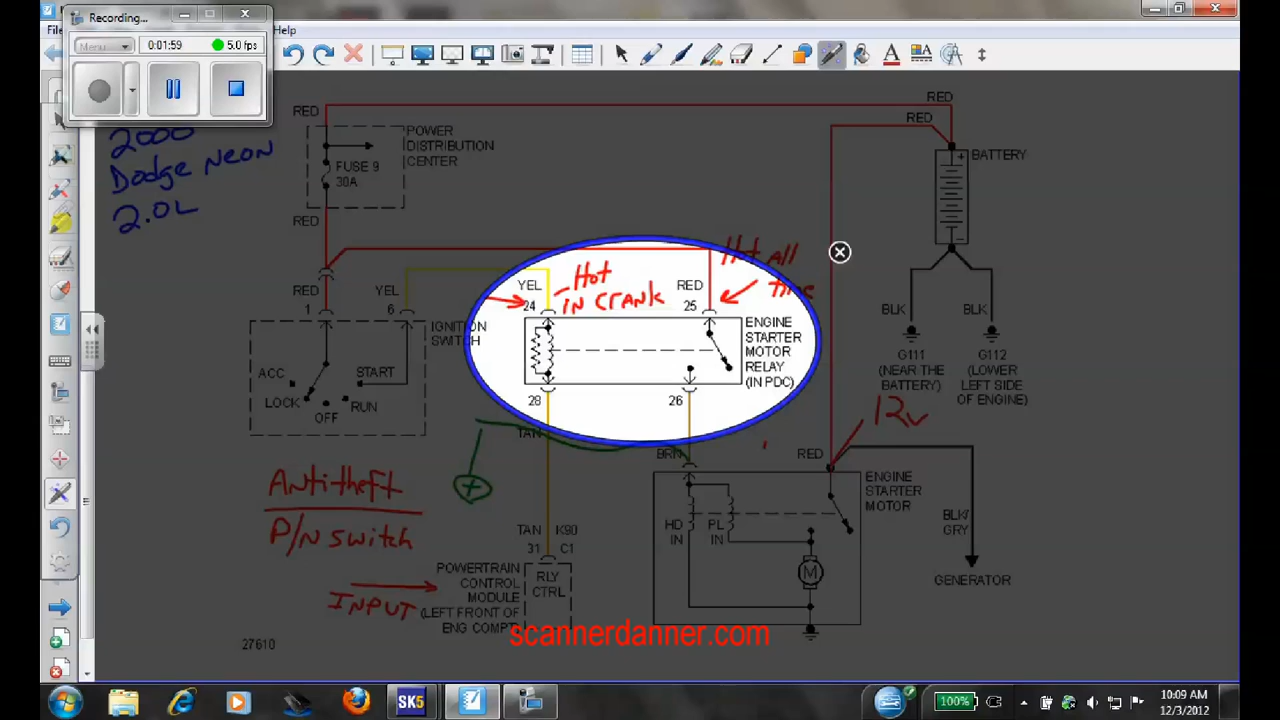 Recording...
Menu
0:01:59
5.0 fps
File
Help
2000
Dodge Neon
2.0L
RED
POWER
DISTRIBUTION
CENTER
FUSE 9
30A
RED
RED
RED
BATTERY
+
-
Hot All
time
YEL
Hot
IN CRANK
24
RED
25
ENGINE
STARTER
MOTOR
RELAY
(IN PDC)
28
26
RED
1
YEL
6
IGNITION
SWITCH
ACC
START
LOCK
RUN
OFF
BLK
BLK
G111
(NEAR THE
BATTERY)
G112
(LOWER
LEFT SIDE
OF ENGINE)
12v
TAN
BRN
RED
ENGINE
STARTER
MOTOR
+
Antitheft
P/N switch
INPUT
HD
IN
PL
IN
M
BLK/
GRY
GENERATOR
TAN
K90
31
C1
POWERTRAIN
CONTROL
MODULE
(LEFT FRONT OF
ENG COMPT)
RLY
CTRL
27610
scannerdanner.com
SK5
100%
10:09 AM
12/3/2012